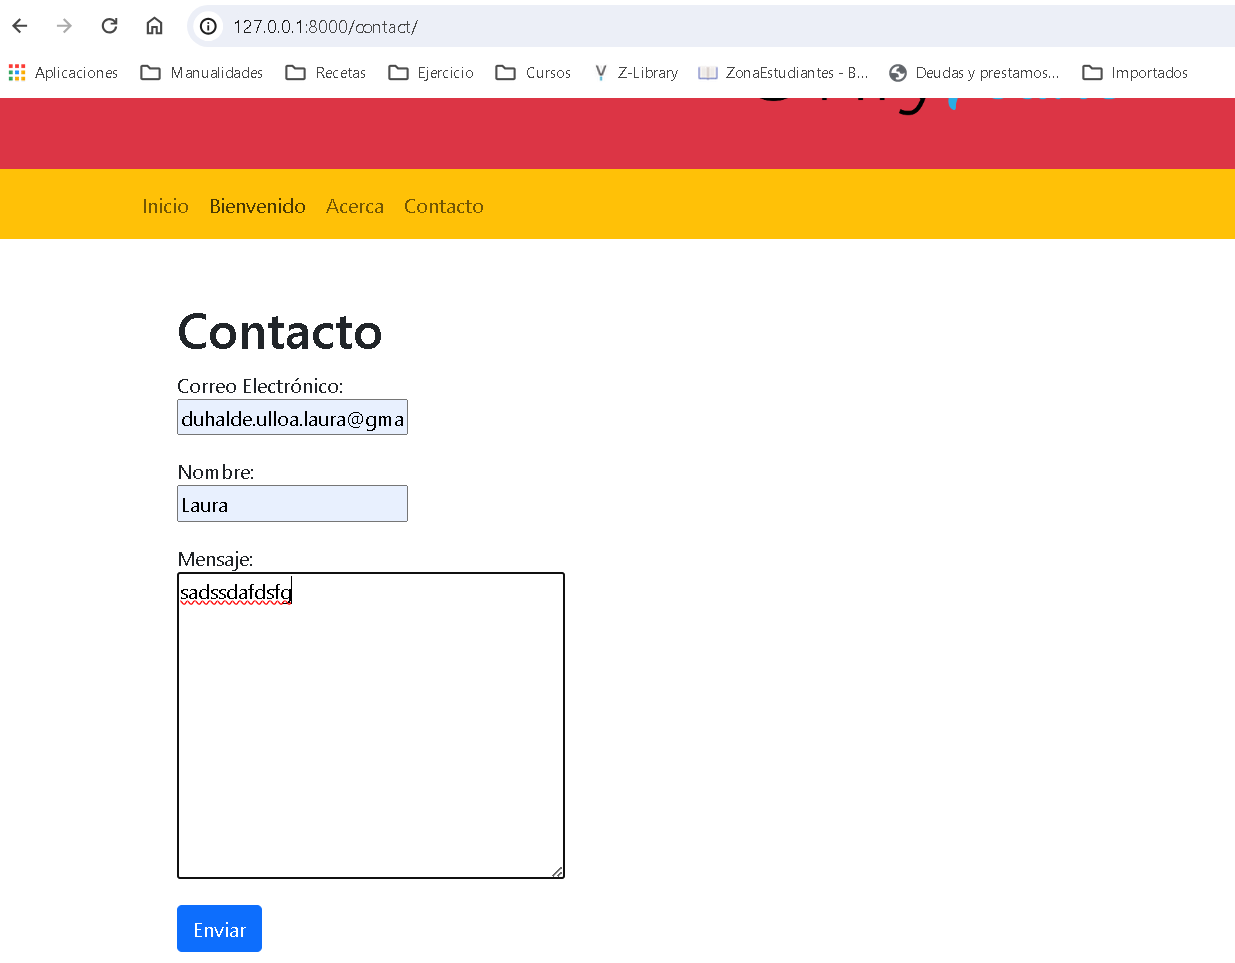 127.0.0.1:8000/contact/
Aplicaciones Manualidades Recetas Ejercicio Cursos Z-Library ZonaEstudiantes - B... Deudas y prestamos... Importados
Inicio Bienvenido Acerca Contacto
Contacto
Correo Electrónico:
duhalde.ulloa.laura@gma
Nombre:
Laura
Mensaje:
sadssdafdsfg
Enviar